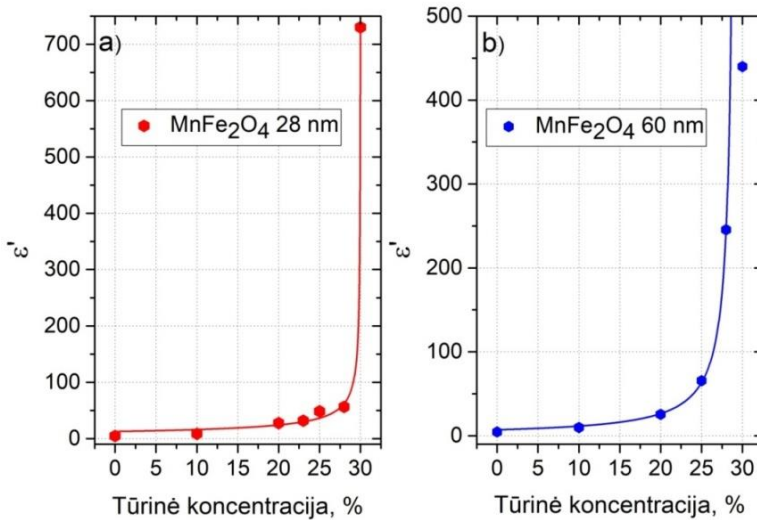 a)
MnFe₂O₄ 28 nm
ε'
700
600
500
400
300
200
100
0
0 5 10 15 20 25 30
Tūrinė koncentracija, %
b)
MnFe₂O₄ 60 nm
ε'
500
400
300
200
100
0
0 5 10 15 20 25 30
Tūrinė koncentracija, %